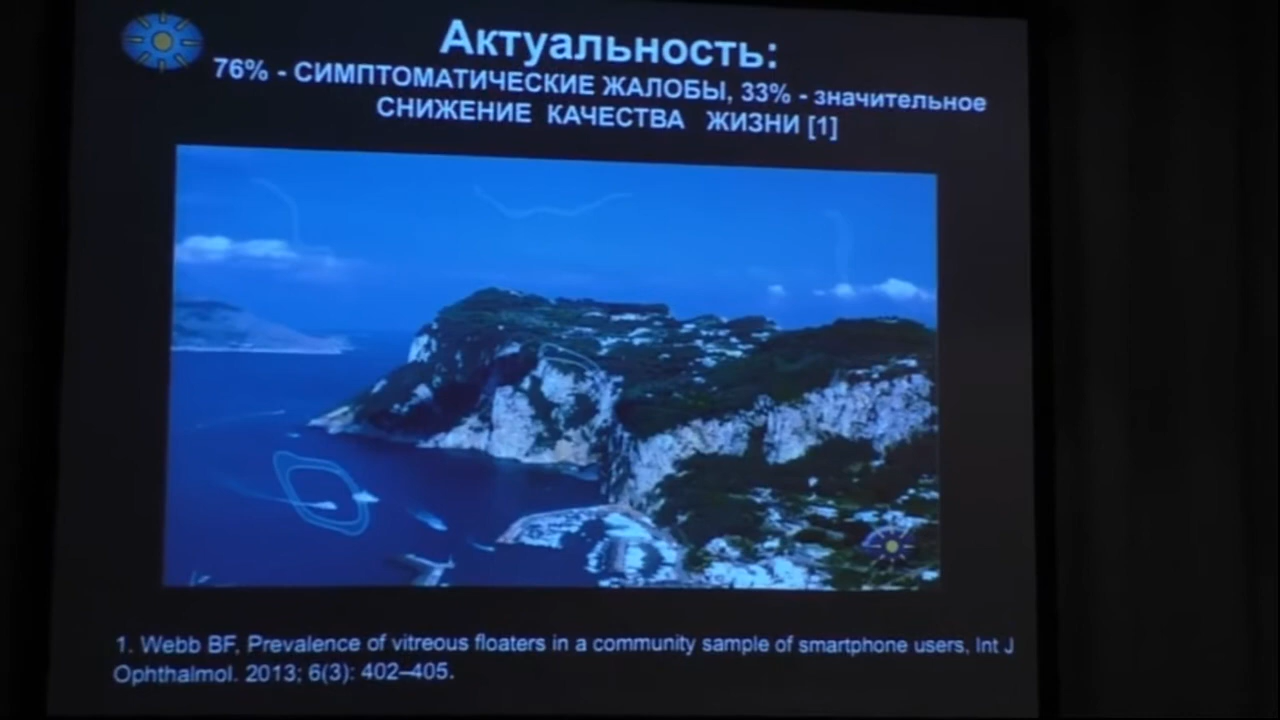 Актуальность:
76% - СИМПТОМАТИЧЕСКИЕ ЖАЛОБЫ, 33% - значительное
СНИЖЕНИЕ КАЧЕСТВА ЖИЗНИ [1]
1. Webb BF, Prevalence of vitreous floaters in a community sample of smartphone users, Int J
Ophthalmol. 2013; 6(3): 402–405.